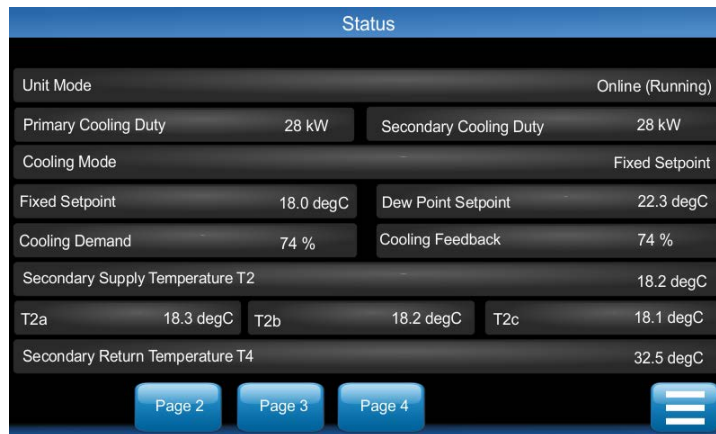 Status
Unit Mode Online (Running)
Primary Cooling Duty 28 kW Secondary Cooling Duty 28 kW
Cooling Mode Fixed Setpoint
Fixed Setpoint 18.0 degC Dew Point Setpoint 22.3 degC
Cooling Demand 74 % Cooling Feedback 74 %
Secondary Supply Temperature T2 18.2 degC
T2a 18.3 degC T2b 18.2 degC T2c 18.1 degC
Secondary Return Temperature T4 32.5 degC
Page 2 Page 3 Page 4